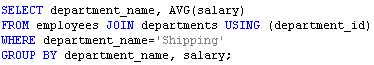 SELECT department_name, AVG(salary)
FROM employees JOIN departments USING (department_id)
WHERE department_name='Shipping'
GROUP BY department_name, salary;